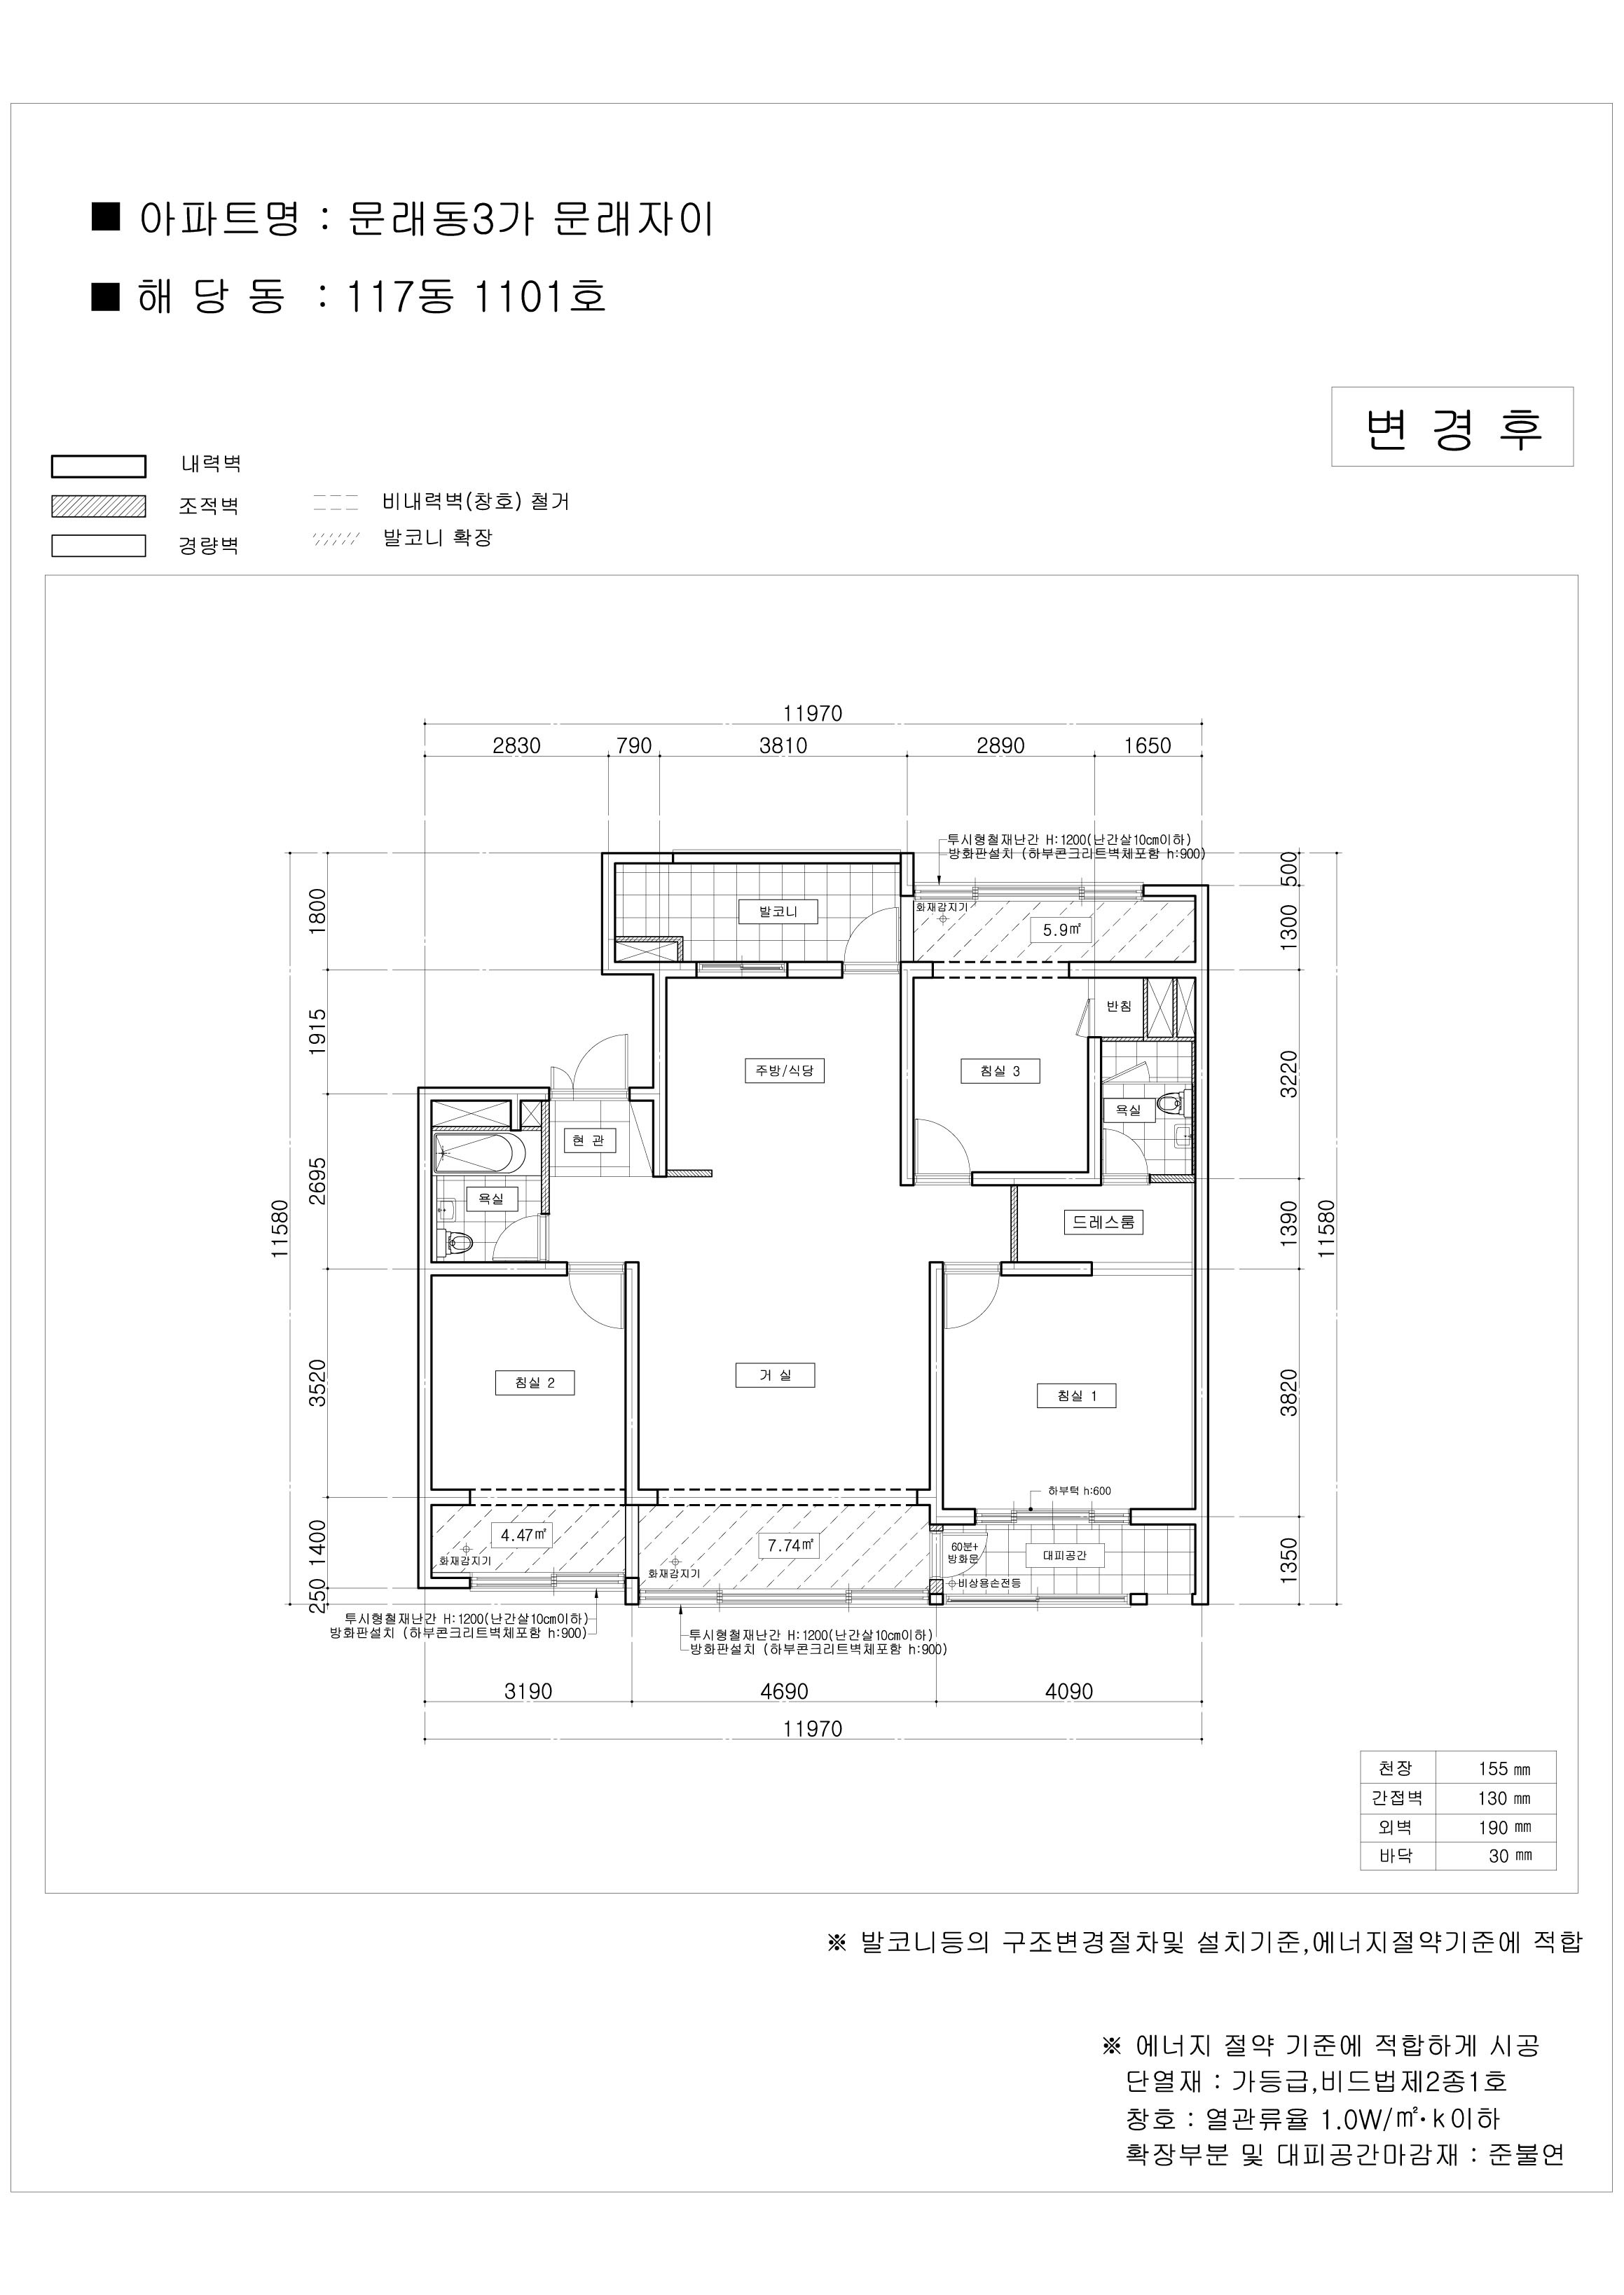 ■ 아파트명 : 문래동3가 문래자이
■ 해 당 동 : 117동 1101호
변 경 후
내력벽
조적벽
경량벽
비내력벽(창호) 철거
발코니 확장
11970
2830 790 3810 2890 1650
투시형철재난간 H:1200(난간살10cm이하)
방화판설치 (하부콘크리트벽체포함 h:900)
발코니
화재감지기
5.9㎡
반침
주방/식당
침실 3
욕실
현 관
욕실
드레스룸
침실 2
거 실
침실 1
하부턱 h:600
4.47㎡
화재감지기
7.74㎡
화재감지기
60분+
방화문
대피공간
비상용손전등
투시형철재난간 H:1200(난간살10cm이하)
방화판설치 (하부콘크리트벽체포함 h:900)
투시형철재난간 H:1200(난간살10cm이하)
방화판설치 (하부콘크리트벽체포함 h:900)
11580
1800
1915
2695
3520
1400
250
500
1300
3220
1390
3820
1350
11580
3190 4690 4090
11970
천장 155 ㎜
간접벽 130 ㎜
외벽 190 ㎜
바닥 30 ㎜
※ 발코니등의 구조변경절차및 설치기준,에너지절약기준에 적합
※ 에너지 절약 기준에 적합하게 시공
단열재 : 가등급,비드법제2종1호
창호 : 열관류율 1.0W/㎡·k이하
확장부분 및 대피공간마감재 : 준불연